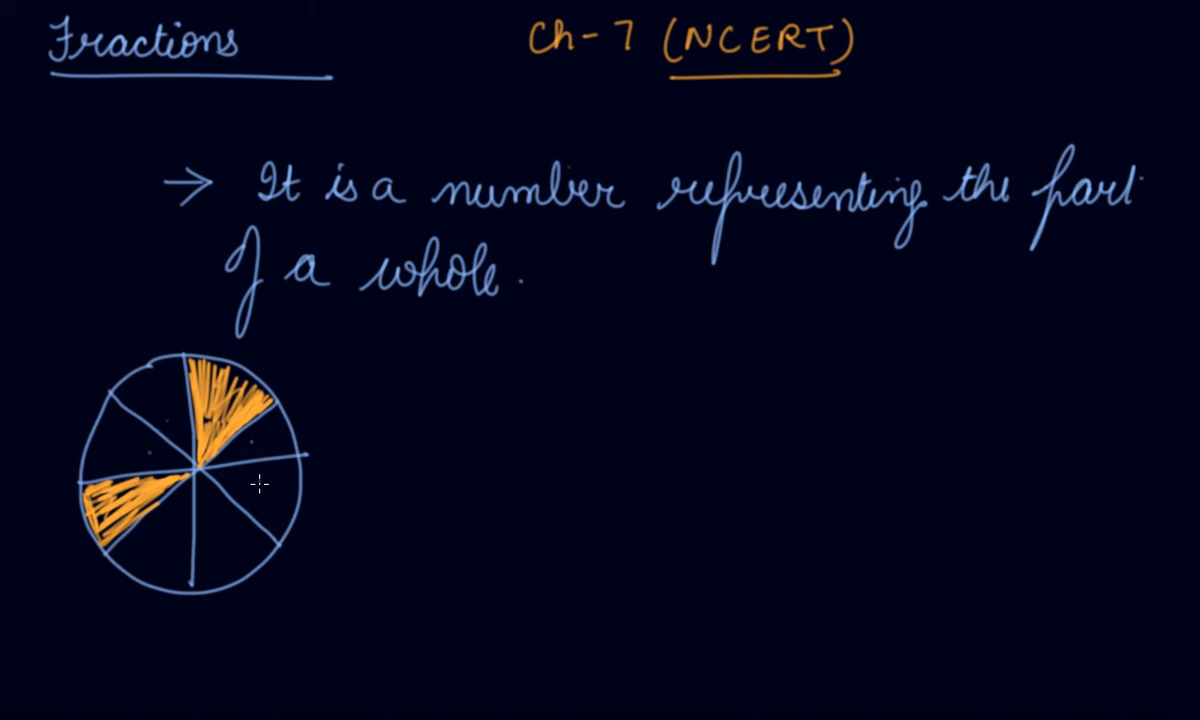 Fractions Ch-7 (NCERT)
→ It is a number representing the part
of a whole.